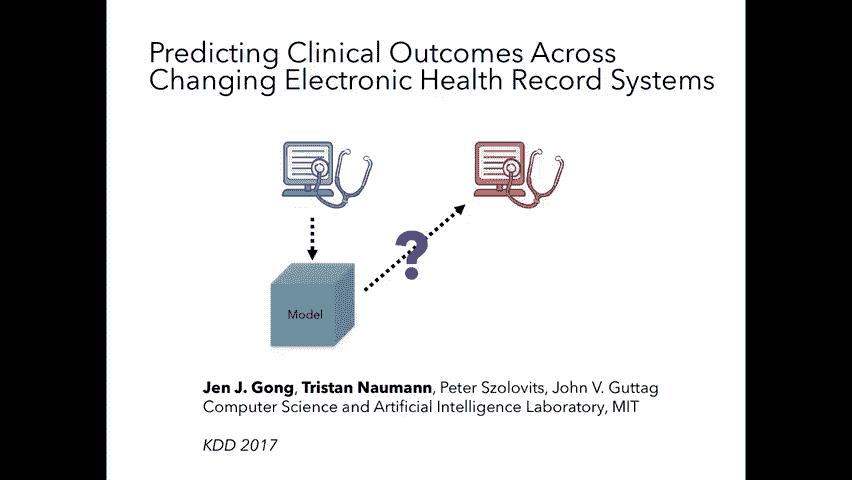 Predicting Clinical Outcomes Across
Changing Electronic Health Record Systems
?
Model
Jen J. Gong, Tristan Naumann, Peter Szolovits, John V. Guttag
Computer Science and Artificial Intelligence Laboratory, MIT
KDD 2017